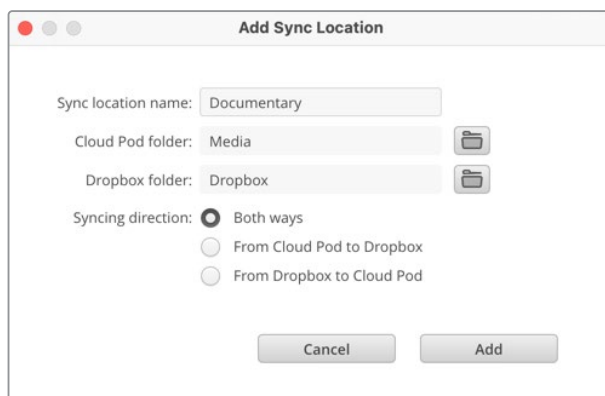 Add Sync Location
Sync location name: Documentary
Cloud Pod folder: Media
Dropbox folder: Dropbox
Syncing direction: Both ways
From Cloud Pod to Dropbox
From Dropbox to Cloud Pod
Cancel Add